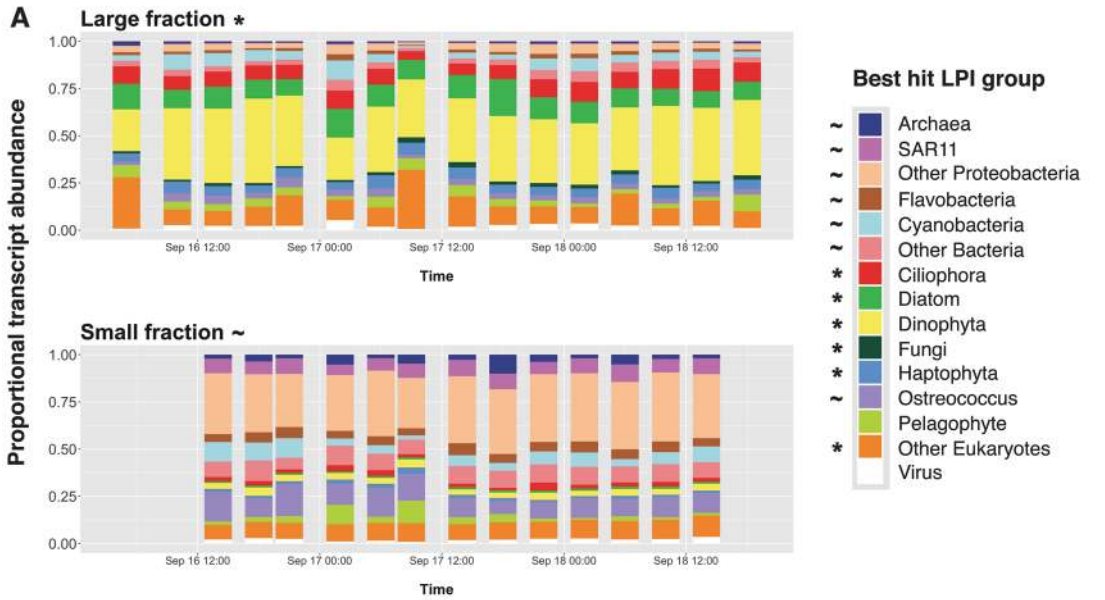 A
Large fraction *
1.00
0.75
0.50
0.25
0.00
Sep 16 12:00 Sep 17 00:00 Sep 17 12:00 Sep 18 00:00 Sep 18 12:00
Time
Small fraction ~
1.00
0.75
0.50
0.25
0.00
Sep 16 12:00 Sep 17 00:00 Sep 17 12:00 Sep 18 00:00 Sep 18 12:00
Time
Proportional transcript abundance
Best hit LPI group
~ Archaea
~ SAR11
~ Other Proteobacteria
~ Flavobacteria
~ Cyanobacteria
~ Other Bacteria
* Ciliophora
* Diatom
* Dinophyta
* Fungi
* Haptophyta
~ Ostreococcus
Pelagophyte
* Other Eukaryotes
Virus